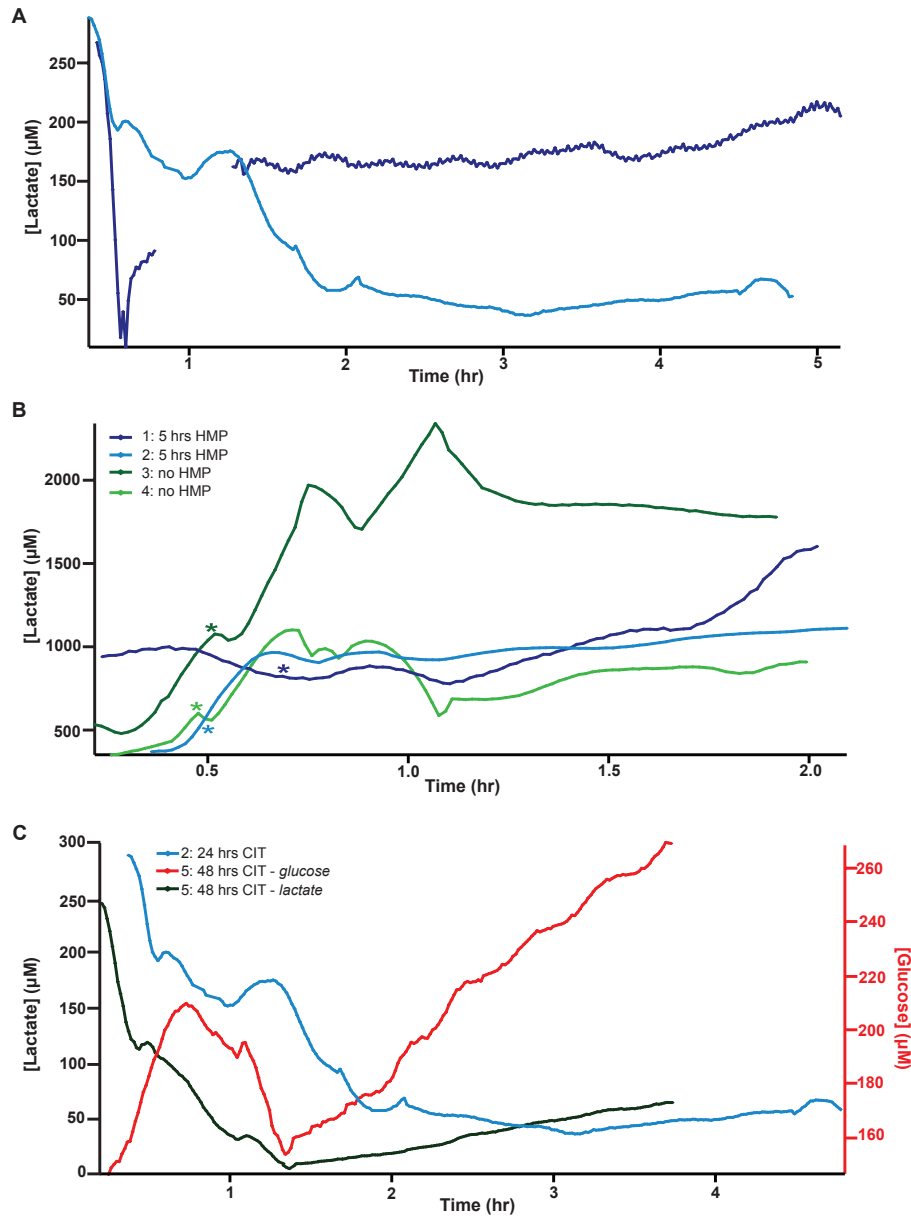 A
[Lactate] (µM)
250
200
150
100
50
1 2 3 4 5
Time (hr)
B
1: 5 hrs HMP
2: 5 hrs HMP
3: no HMP
4: no HMP
[Lactate] (µM)
2000
1500
1000
500
* * * *
0.5 1.0 1.5 2.0
Time (hr)
C
2: 24 hrs CIT
5: 48 hrs CIT - glucose
5: 48 hrs CIT - lactate
[Lactate] (µM)
300
250
200
150
100
50
0
260
240
220
200
180
160
[Glucose] (µM)
1 2 3 4
Time (hr)